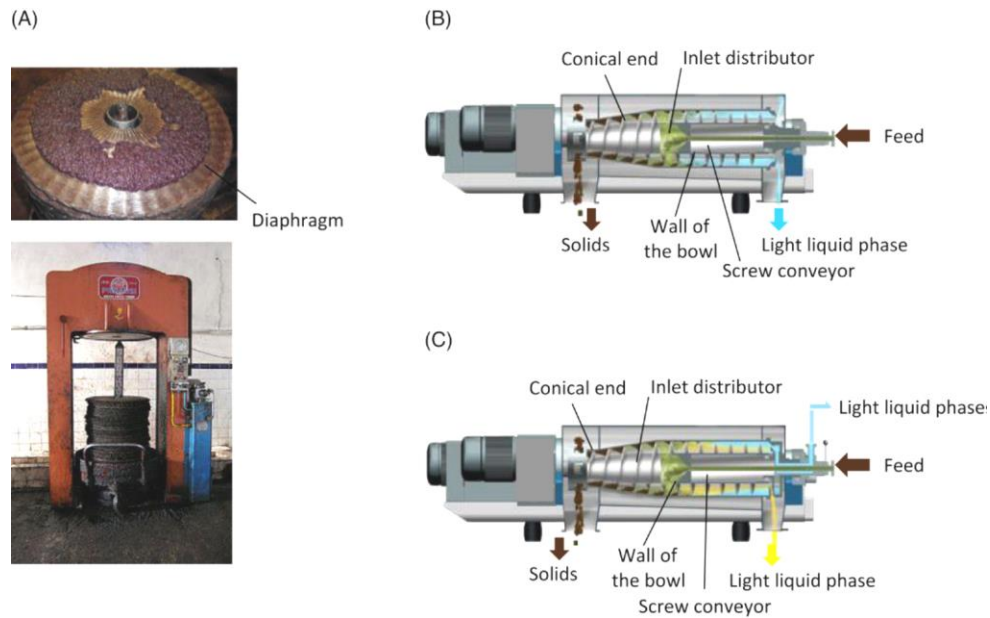 (A)
Diaphragm
(B)
Conical end
Inlet distributor
Feed
Solids
Wall of
the bowl
Light liquid phase
Screw conveyor
(C)
Conical end
Inlet distributor
Light liquid phases
Feed
Solids
Wall of
the bowl
Light liquid phase
Screw conveyor